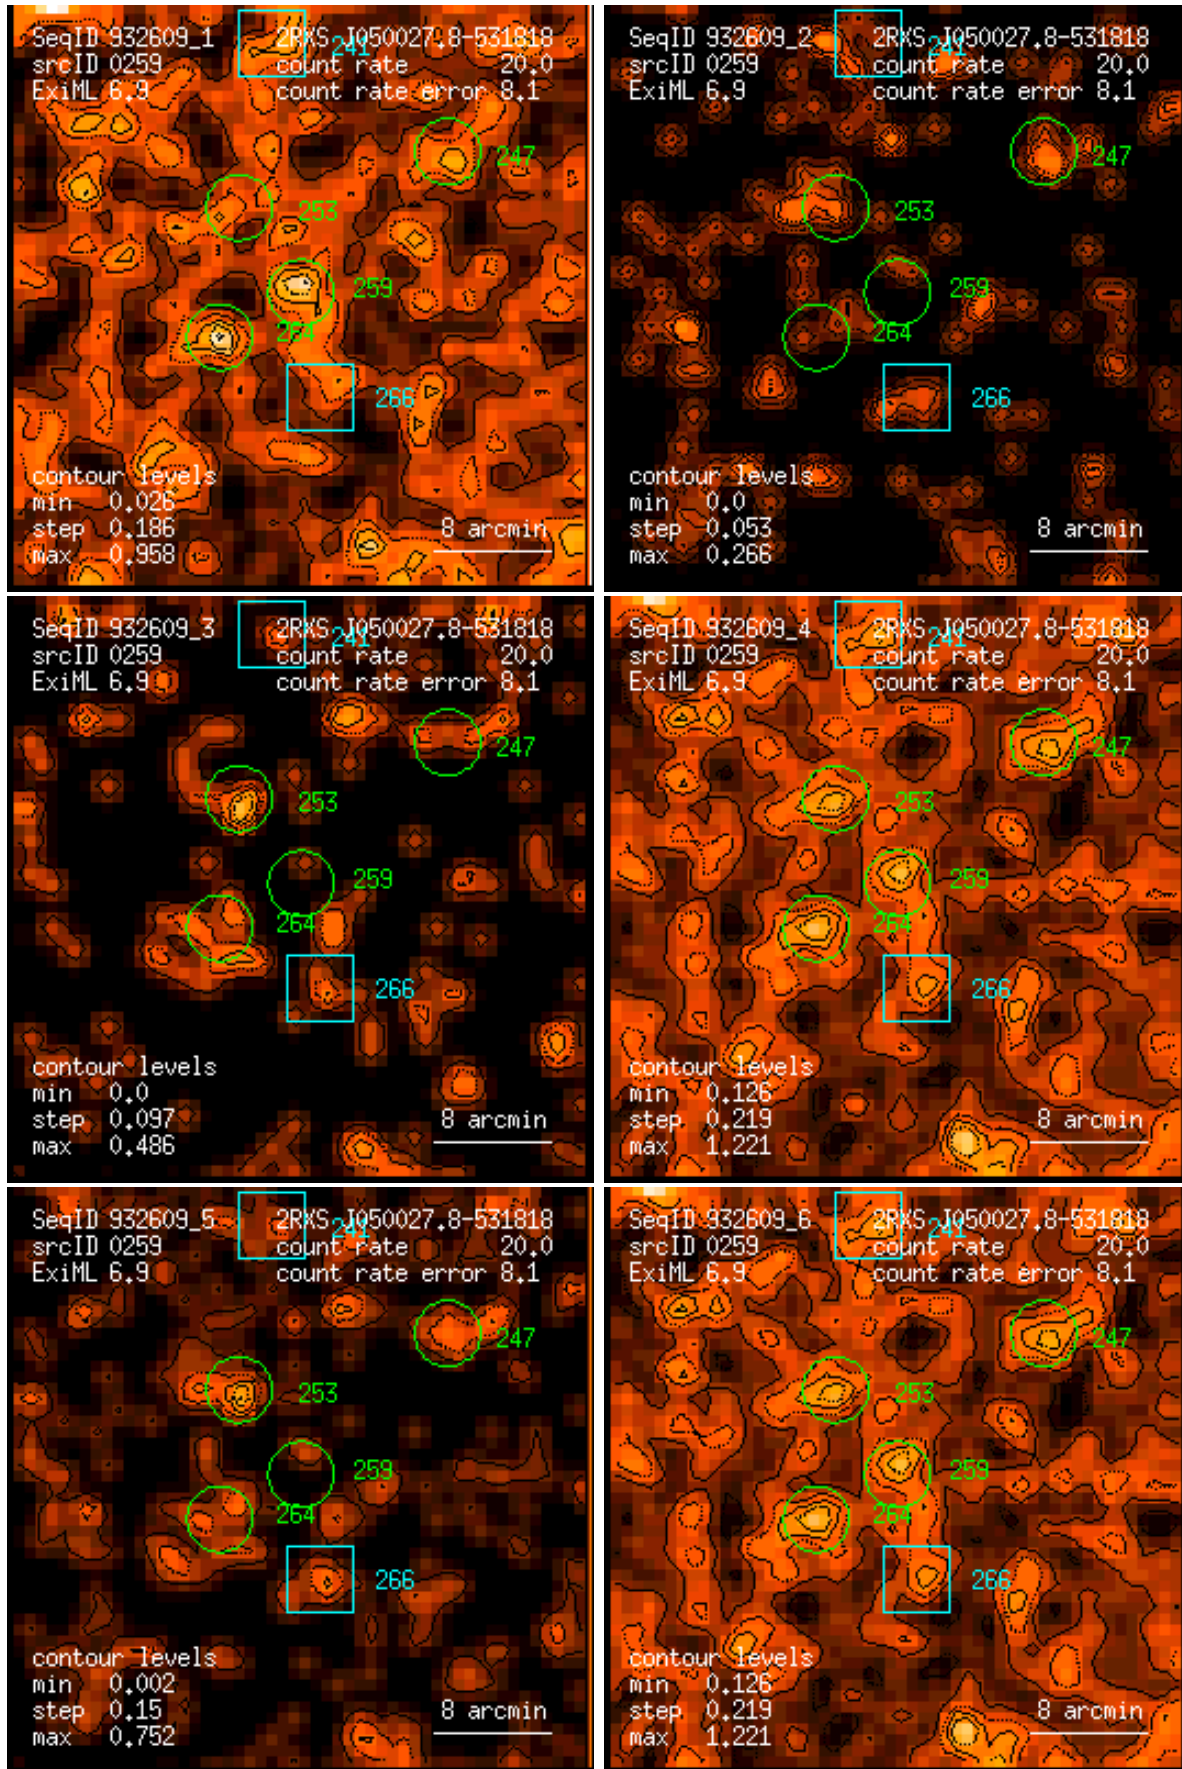 SeqID 932609_1 2RXS J050027.8-531818
srcID 0259 count rate 20.0
ExiML 6.9 count rate error 8.1
241
247
253
259
264
266
contour levels
min 0.026
step 0.186
max 0.958
8 arcmin
SeqID 932609_2 2RXS J050027.8-531818
srcID 0259 count rate 20.0
ExiML 6.9 count rate error 8.1
241
247
253
259
264
266
contour levels
min 0.0
step 0.053
max 0.266
8 arcmin
SeqID 932609_3 2RXS J050027.8-531818
srcID 0259 count rate 20.0
ExiML 6.9 count rate error 8.1
241
247
253
259
264
266
contour levels
min 0.0
step 0.097
max 0.486
8 arcmin
SeqID 932609_4 2RXS J050027.8-531818
srcID 0259 count rate 20.0
ExiML 6.9 count rate error 8.1
241
247
253
259
264
266
contour levels
min 0.126
step 0.219
max 1.221
8 arcmin
SeqID 932609_5 2RXS J050027.8-531818
srcID 0259 count rate 20.0
ExiML 6.9 count rate error 8.1
241
247
253
259
264
266
contour levels
min 0.002
step 0.15
max 0.752
8 arcmin
SeqID 932609_6 2RXS J050027.8-531818
srcID 0259 count rate 20.0
ExiML 6.9 count rate error 8.1
241
247
253
259
264
266
contour levels
min 0.126
step 0.219
max 1.221
8 arcmin